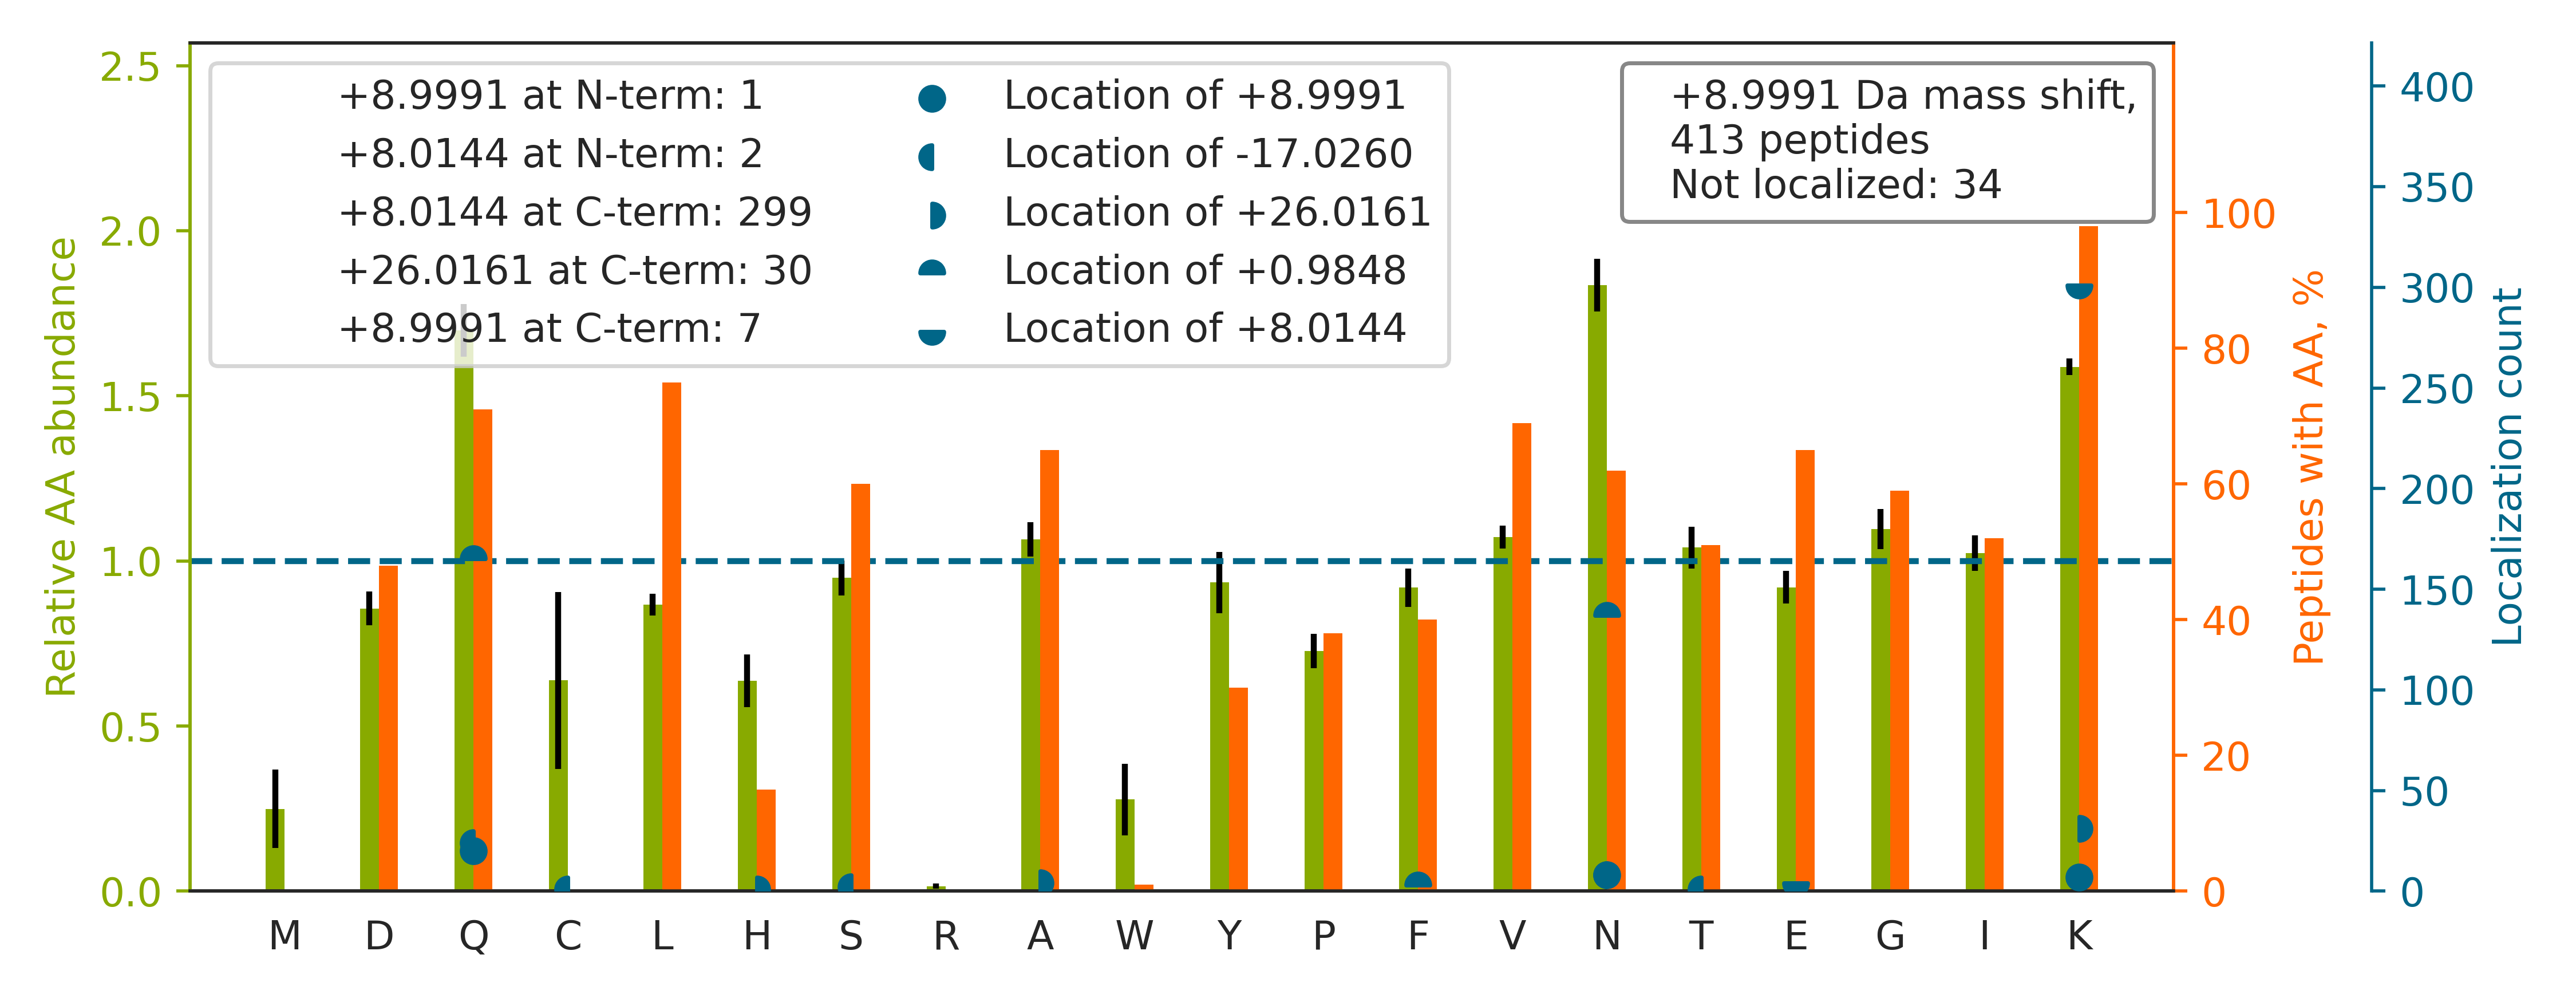 +8.9991 at N-term: 1
+8.0144 at N-term: 2
+8.0144 at C-term: 299
+26.0161 at C-term: 30
+8.9991 at C-term: 7
Location of +8.9991
Location of -17.0260
Location of +26.0161
Location of +0.9848
Location of +8.0144
+8.9991 Da mass shift,
413 peptides
Not localized: 34
Relative AA abundance
2.5
2.0
1.5
1.0
0.5
0.0
M D Q C L H S R A W Y P F V N T E G I K
100
80
60
40
20
0
Peptides with AA, %
400
350
300
250
200
150
100
50
0
Localization count